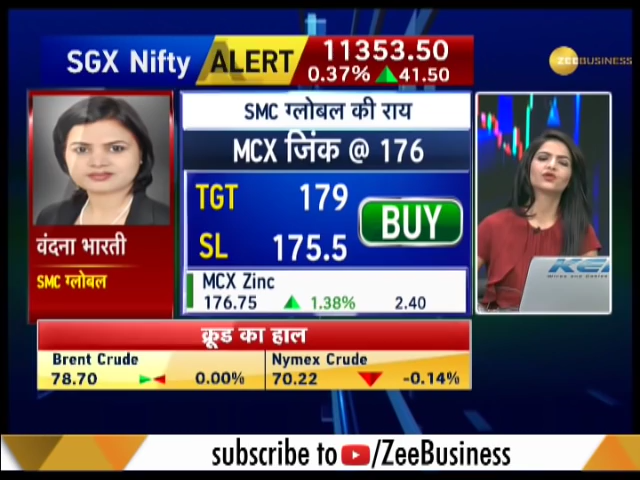 SGX Nifty
ALERT
11353.50
0.37% 41.50
ZEEBUSINESS
SMC ग्लोबल की राय
MCX जिंक @ 176
TGT 179
SL 175.5
BUY
वंदना भारती
SMC ग्लोबल
MCX Zinc
176.75 1.38% 2.40
KEI
क्रूड का हाल
Brent Crude
78.70 0.00%
Nymex Crude
70.22 -0.14%
subscribe to /ZeeBusiness